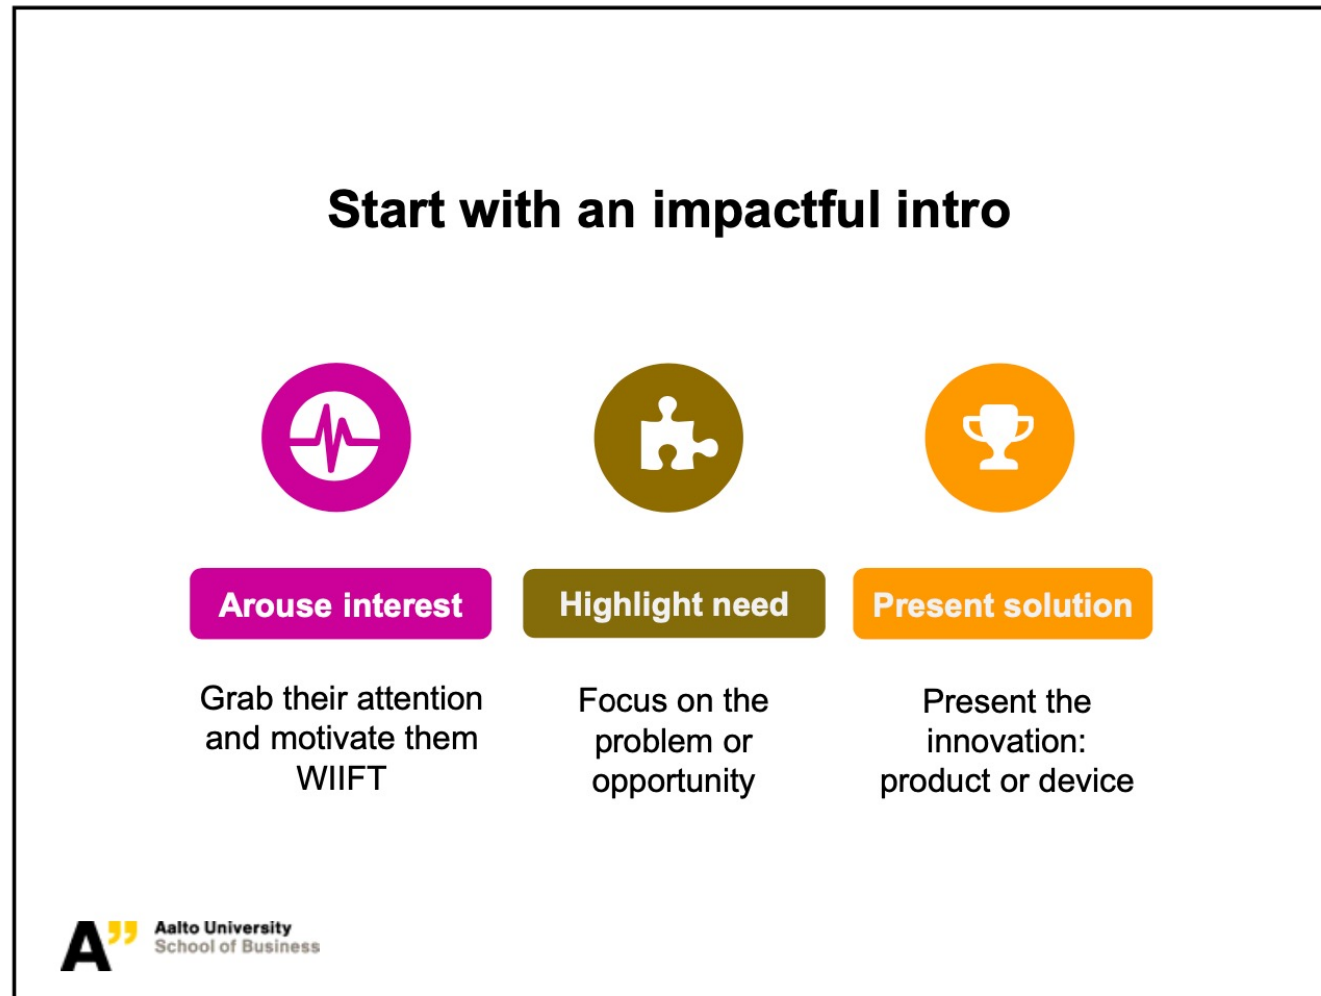 Start with an impactful intro
Arouse interest
Grab their attention
and motivate them
WIIFT
Highlight need
Focus on the
problem or
opportunity
Present solution
Present the
innovation:
product or device
A”
Aalto University
School of Business